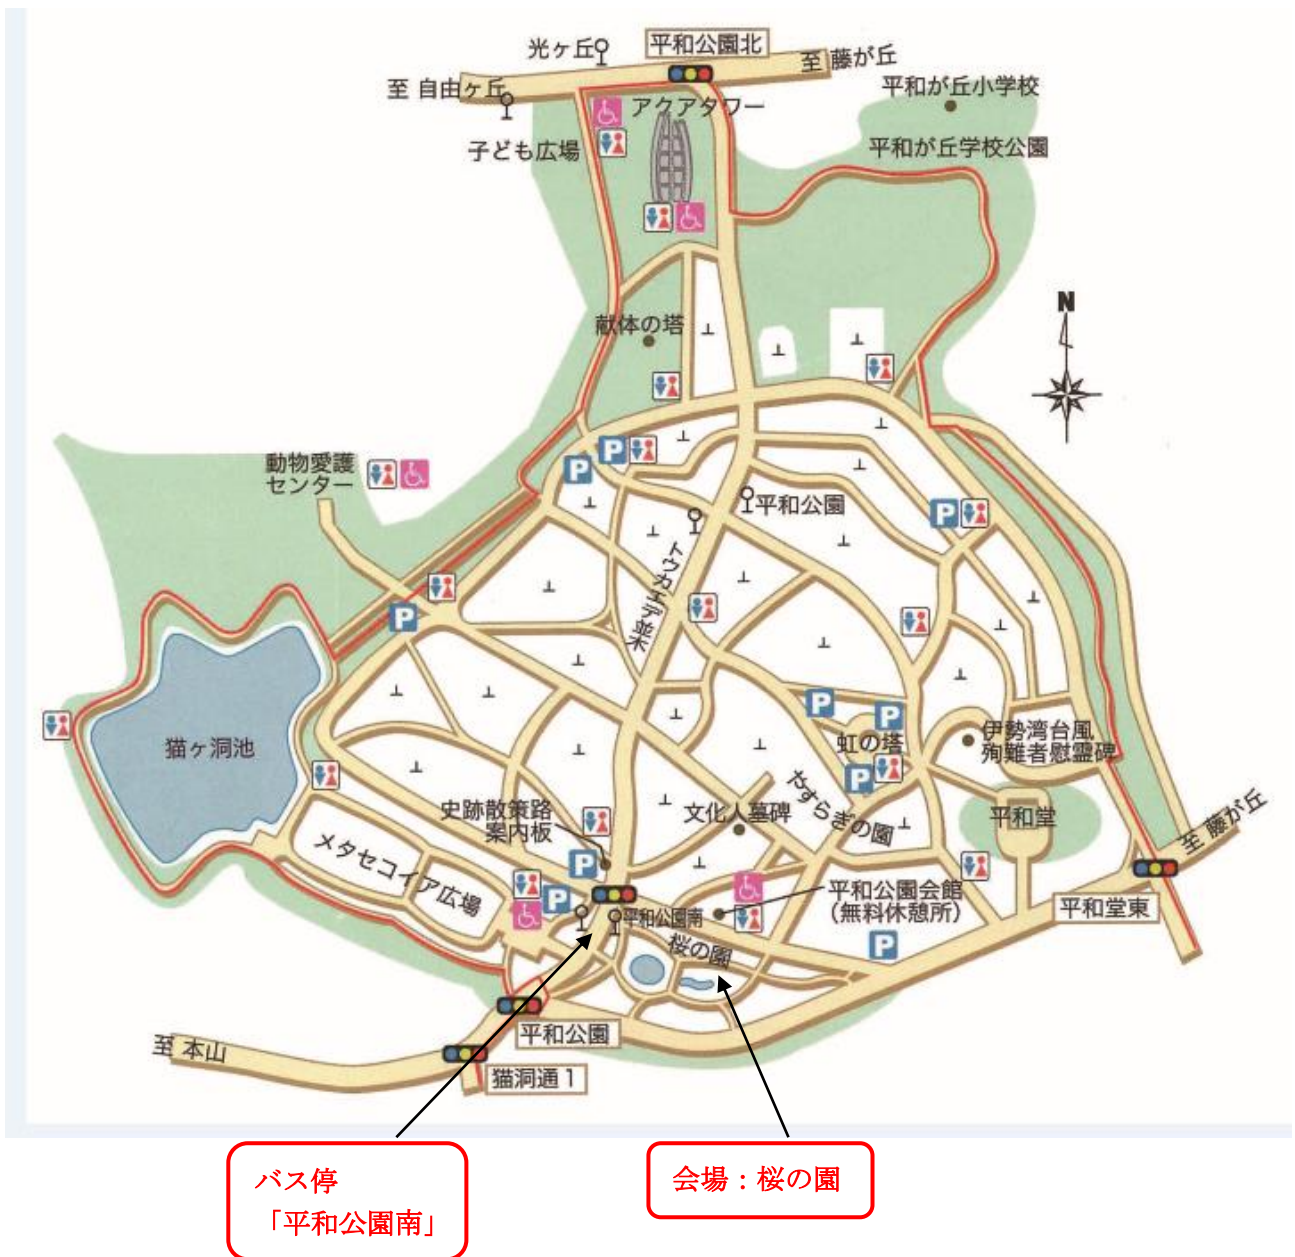 光ヶ丘
平和公園北
至 藤が丘
至 自由ヶ丘
アクアタワー
平和が丘小学校
子ども広場
平和が丘学校公園
N
献体の塔
動物愛護
センター
P
P
平和公園
P
トウカエデ並木
P
P
P
猫ヶ洞池
虹の塔
伊勢湾台風
殉難者慰霊碑
P
やすらぎの園
史跡散策路
案内板
文化人墓碑
平和堂
至 藤が丘
メタセコイア広場
P
P
平和公園会館
(無料休憩所)
平和堂東
平和公園南
桜の園
P
平和公園
至 本山
猫洞通1
バス停
「平和公園南」
会場：桜の園